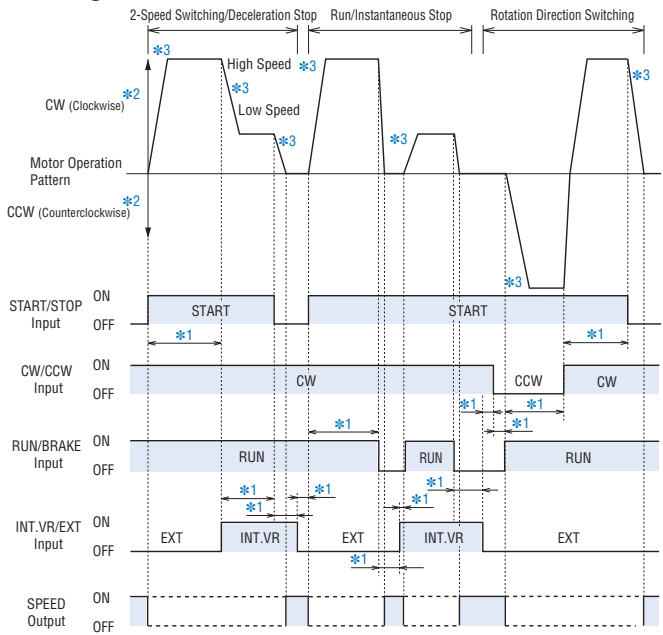 2-Speed Switching/Deceleration Stop Run/Instantaneous Stop Rotation Direction Switching
*3 High Speed *3 *3
CW (Clockwise) *2 *3 Low Speed
*3 *3
Motor Operation
Pattern
CCW (Counterclockwise) *2
*3
START/STOP
Input
ON
OFF
START START
*1 *1
CW/CCW
Input
ON
OFF
CW CCW CW
*1 *1 *1
*1
RUN/BRAKE
Input
ON
OFF
RUN RUN RUN
*1 *1 *1 *1
*1
INT.VR/EXT
Input
ON
OFF
EXT INT.VR EXT INT.VR EXT
*1
SPEED
Output
ON
OFF